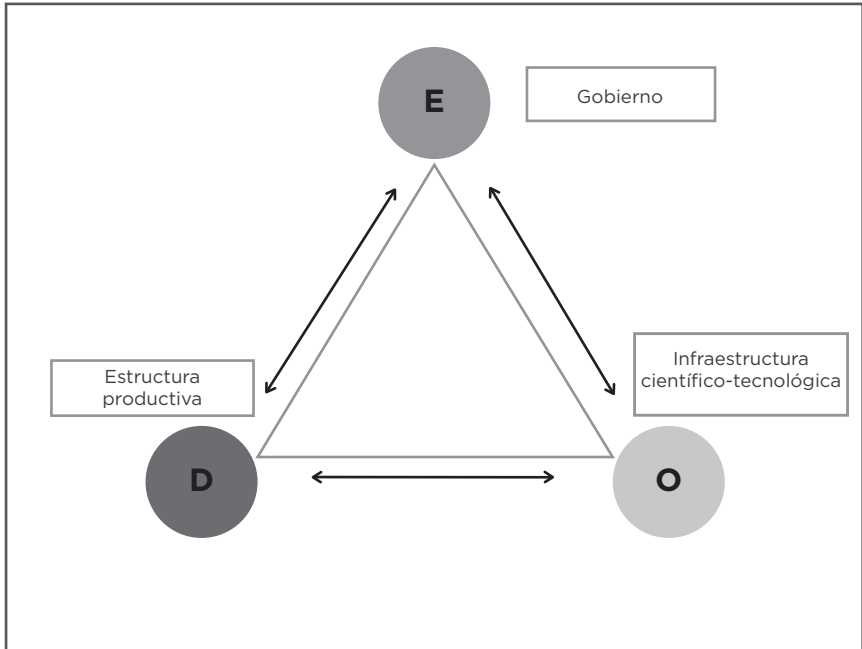 E
Gobierno
Estructura
productiva
Infraestructura
científico-tecnológica
D
O